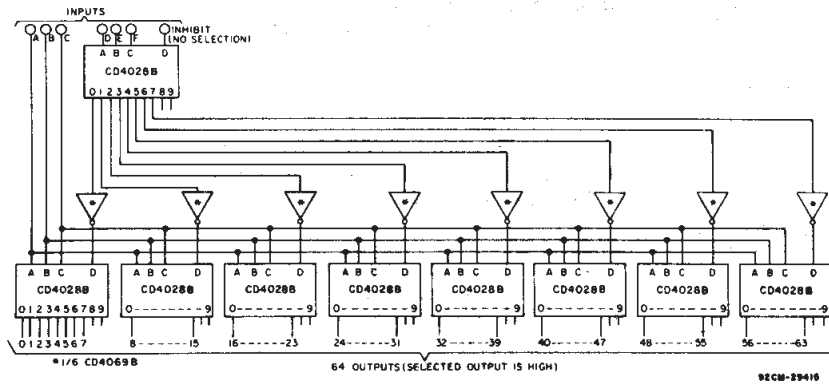 INPUTS
A B C D E F INHIBIT
(NO SELECTION)
A B C D
CD4028B
0 1 2 3 4 5 6 7 8 9
* * * * * * * *
A B C D A B C D A B C D A B C D A B C D A B C D A B C D A B C D
CD4028B CD4028B CD4028B CD4028B CD4028B CD4028B CD4028B CD4028B
0 1 2 3 4 5 6 7 8 9 0---------9 0---------9 0---------9 0---------9 0---------9 0---------9 0---------9
0 1 2 3 4 5 6 7 8---------15 16---------23 24---------31 32---------39 40---------47 48---------55 56---------63
*1/6 CD4069B
64 OUTPUTS (SELECTED OUTPUT IS HIGH)
92CM-29416